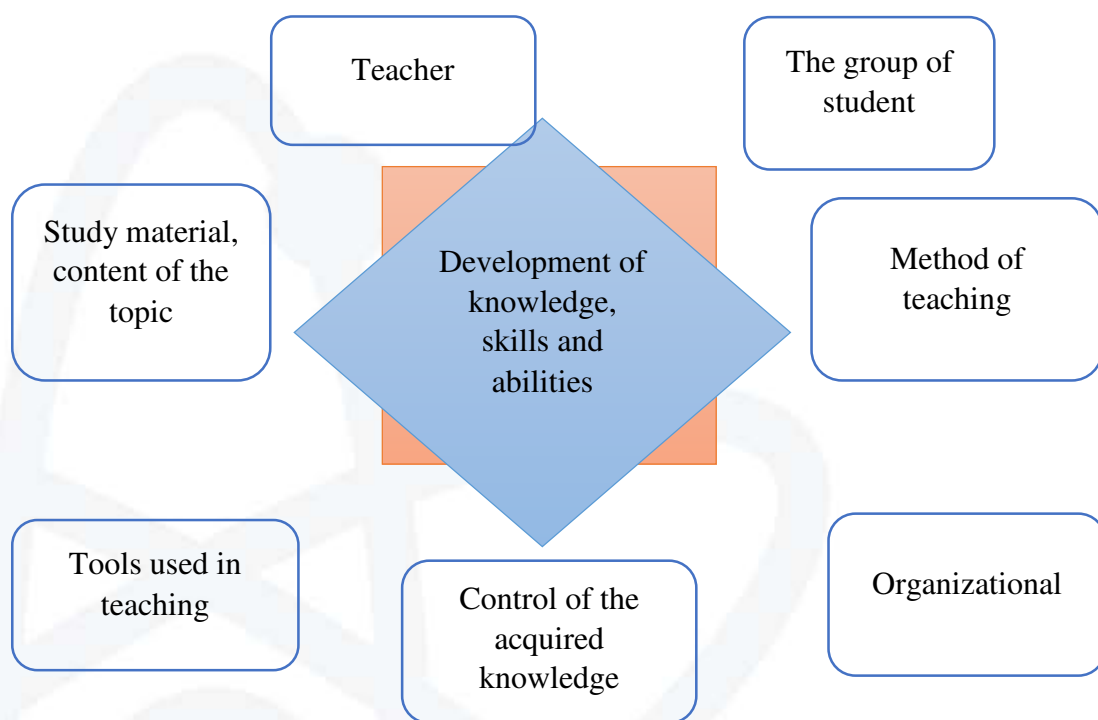 Teacher
The group of
student
Study material,
content of the
topic
Development of
knowledge,
skills and
abilities
Method of
teaching
Tools used in
teaching
Control of the
acquired
knowledge
Organizational